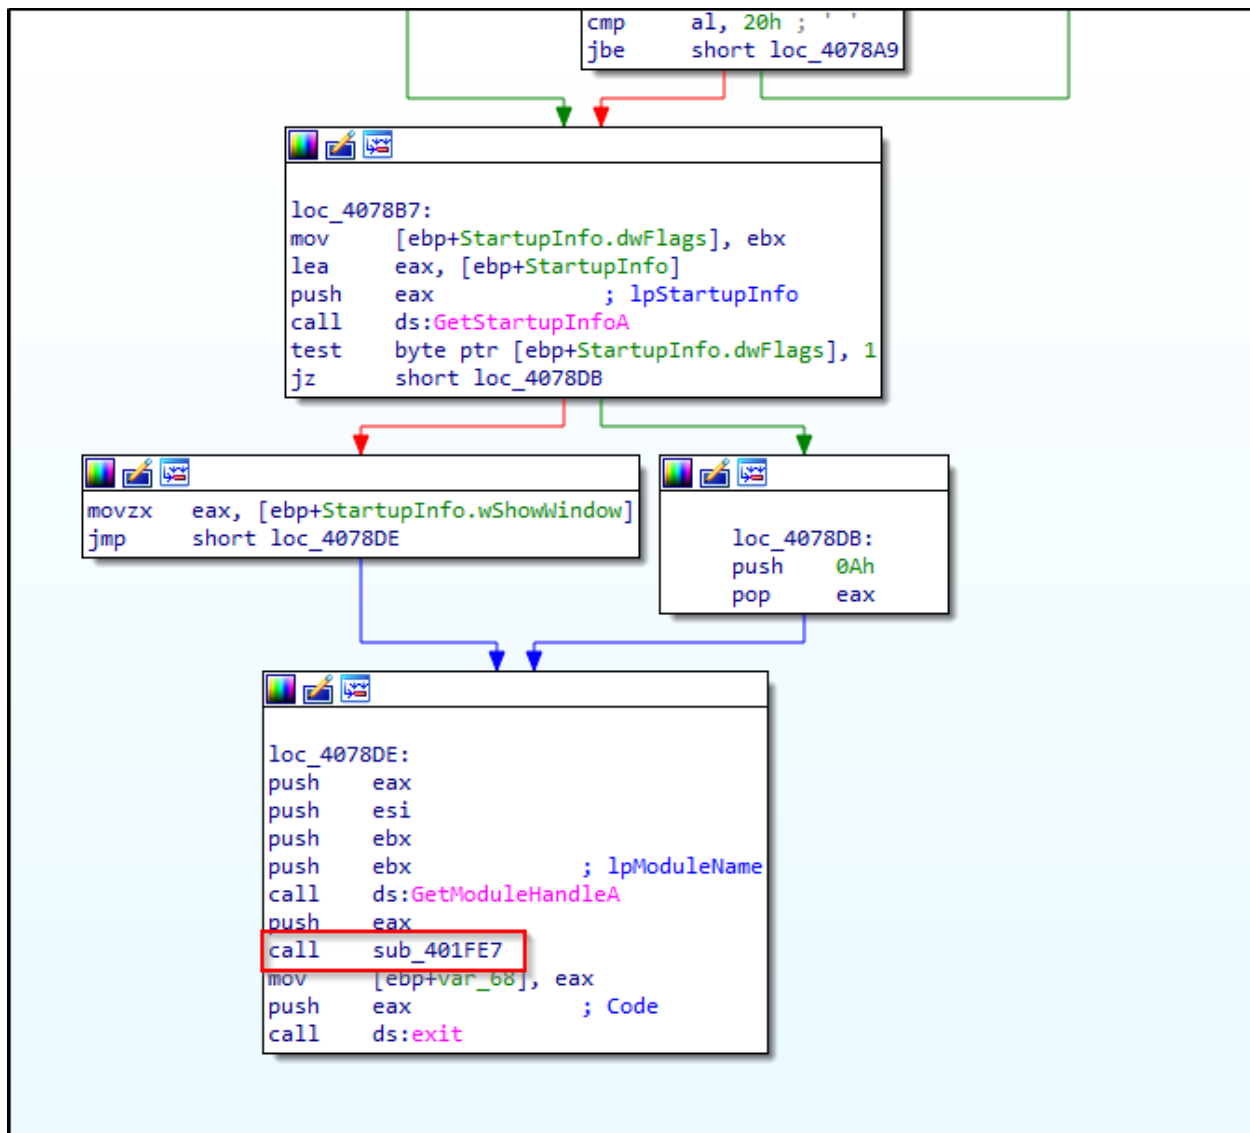 cmp al, 20h ; ' '
jbe short loc_4078A9
loc_4078B7:
mov [ebp+StartupInfo.dwFlags], ebx
lea eax, [ebp+StartupInfo]
push eax ; lpStartupInfo
call ds:GetStartupInfoA
test byte ptr [ebp+StartupInfo.dwFlags], 1
jz short loc_4078DB
movzx eax, [ebp+StartupInfo.wShowWindow]
jmp short loc_4078DE
loc_4078DB:
push 0Ah
pop eax
loc_4078DE:
push eax
push esi
push ebx
push ebx ; lpModuleName
call ds:GetModuleHandleA
push eax
call sub_401FE7
mov [ebp+var_68], eax
push eax ; Code
call ds:exit